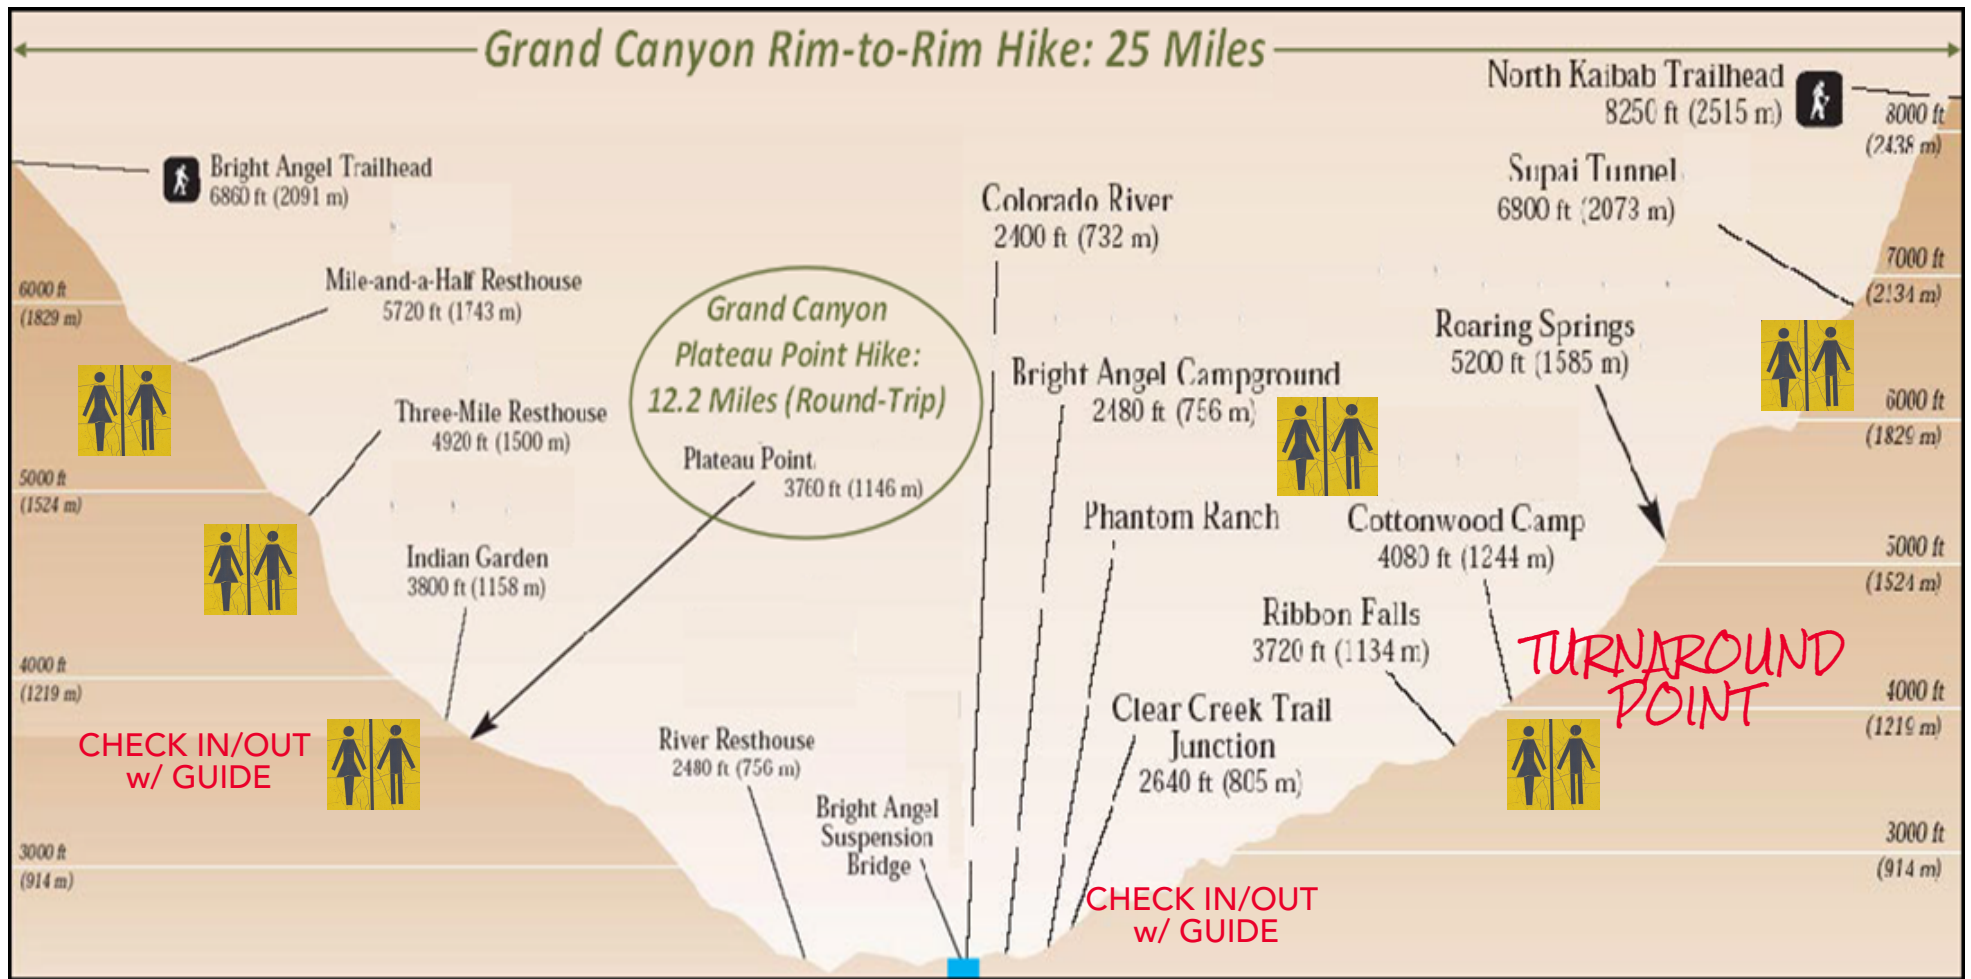 Grand Canyon Rim-to-Rim Hike: 25 Miles
North Kaibab Trailhead
8250 ft (2515 m)
8000 ft
(2438 m)
Bright Angel Trailhead
6860 ft (2091 m)
Supai Tunnel
6800 ft (2073 m)
Colorado River
2400 ft (732 m)
7000 ft
(2134 m)
Mile-and-a-Half Resthouse
5720 ft (1743 m)
6000 ft
(1829 m)
Grand Canyon
Plateau Point Hike:
12.2 Miles (Round-Trip)
Plateau Point
3760 ft (1146 m)
Roaring Springs
5200 ft (1585 m)
Bright Angel Campground
2480 ft (756 m)
6000 ft
(1829 m)
Three-Mile Resthouse
4920 ft (1500 m)
5000 ft
(1524 m)
Phantom Ranch
Cottonwood Camp
4080 ft (1244 m)
5000 ft
(1524 m)
Indian Garden
3800 ft (1158 m)
Ribbon Falls
3720 ft (1134 m)
TURNAROUND
POINT
4000 ft
(1219 m)
4000 ft
(1219 m)
Clear Creek Trail
Junction
2640 ft (805 m)
CHECK IN/OUT
w/ GUIDE
River Resthouse
2480 ft (756 m)
Bright Angel
Suspension
Bridge
3000 ft
(914 m)
3000 ft
(914 m)
CHECK IN/OUT
w/ GUIDE